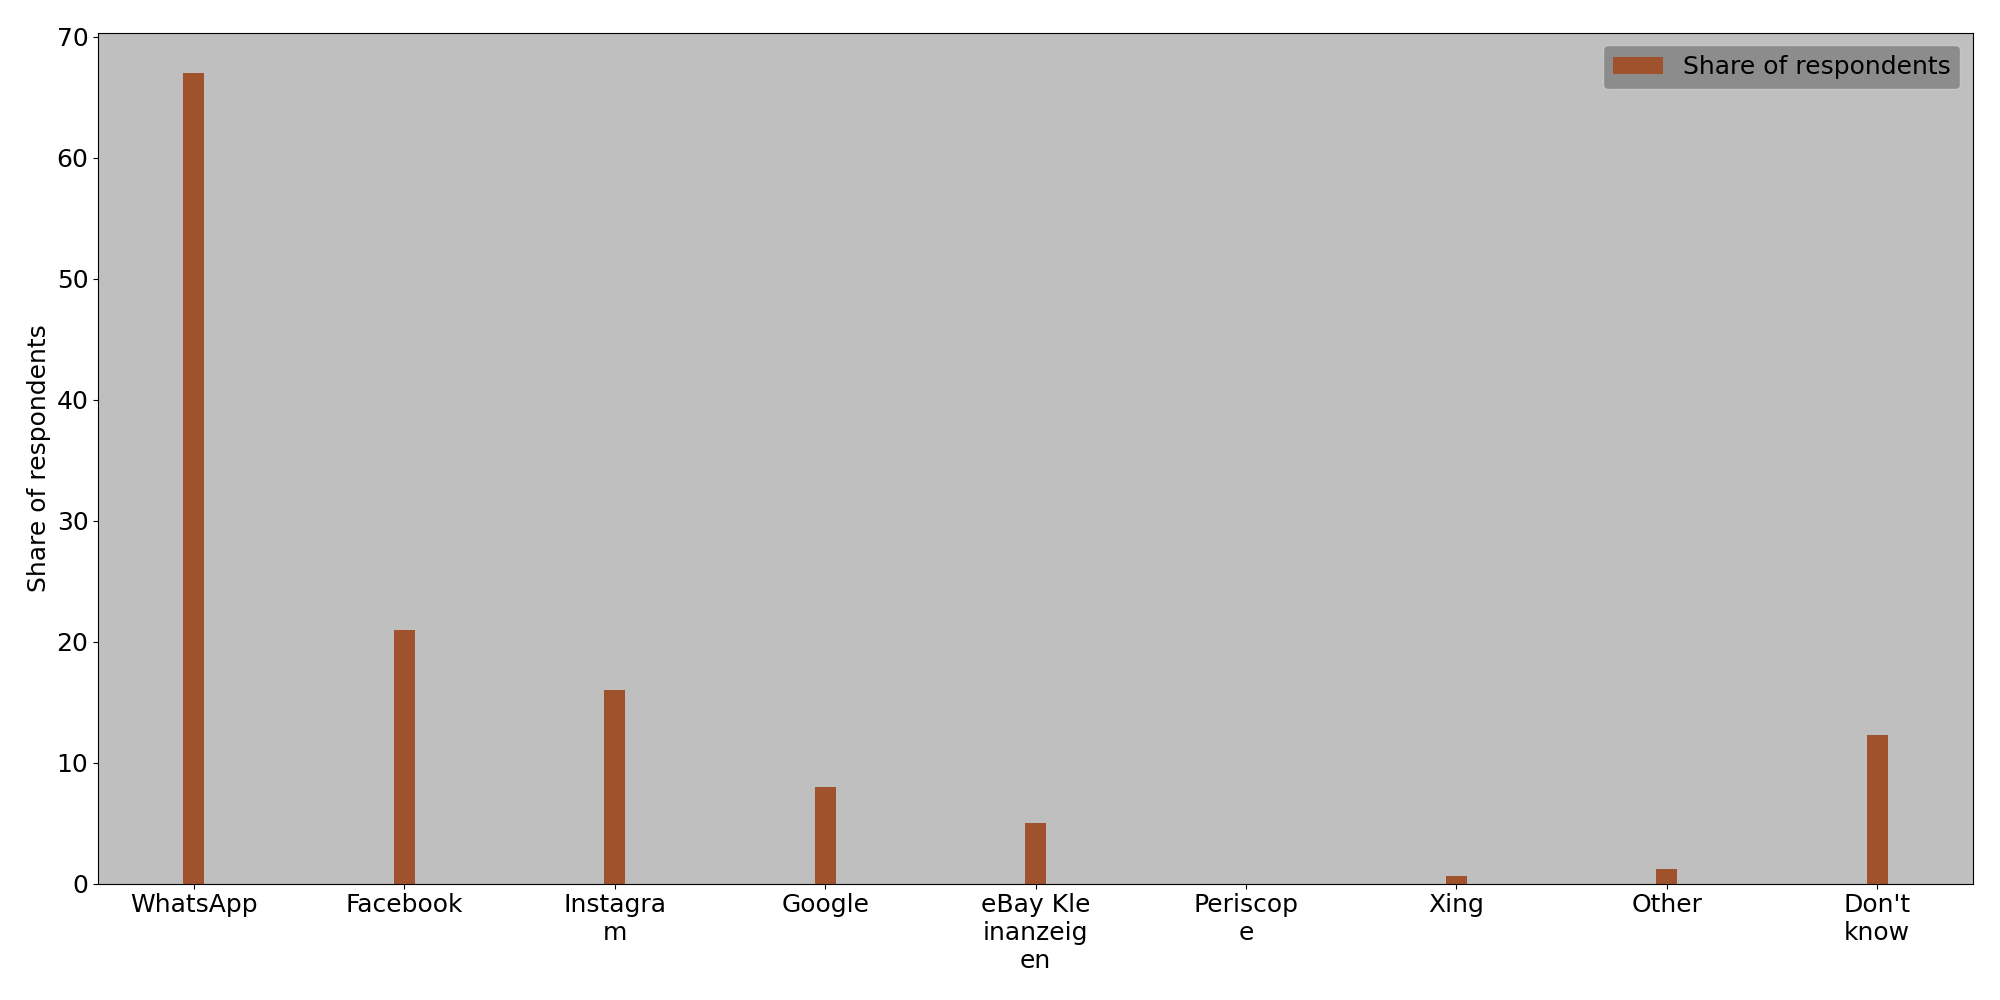 Share of respondents
70
60
50
40
30
20
10
0
Share of respondents
WhatsApp
Facebook
Instagra
m
Google
eBay Kle
inanzeig
en
Periscop
e
Xing
Other
Don't
know